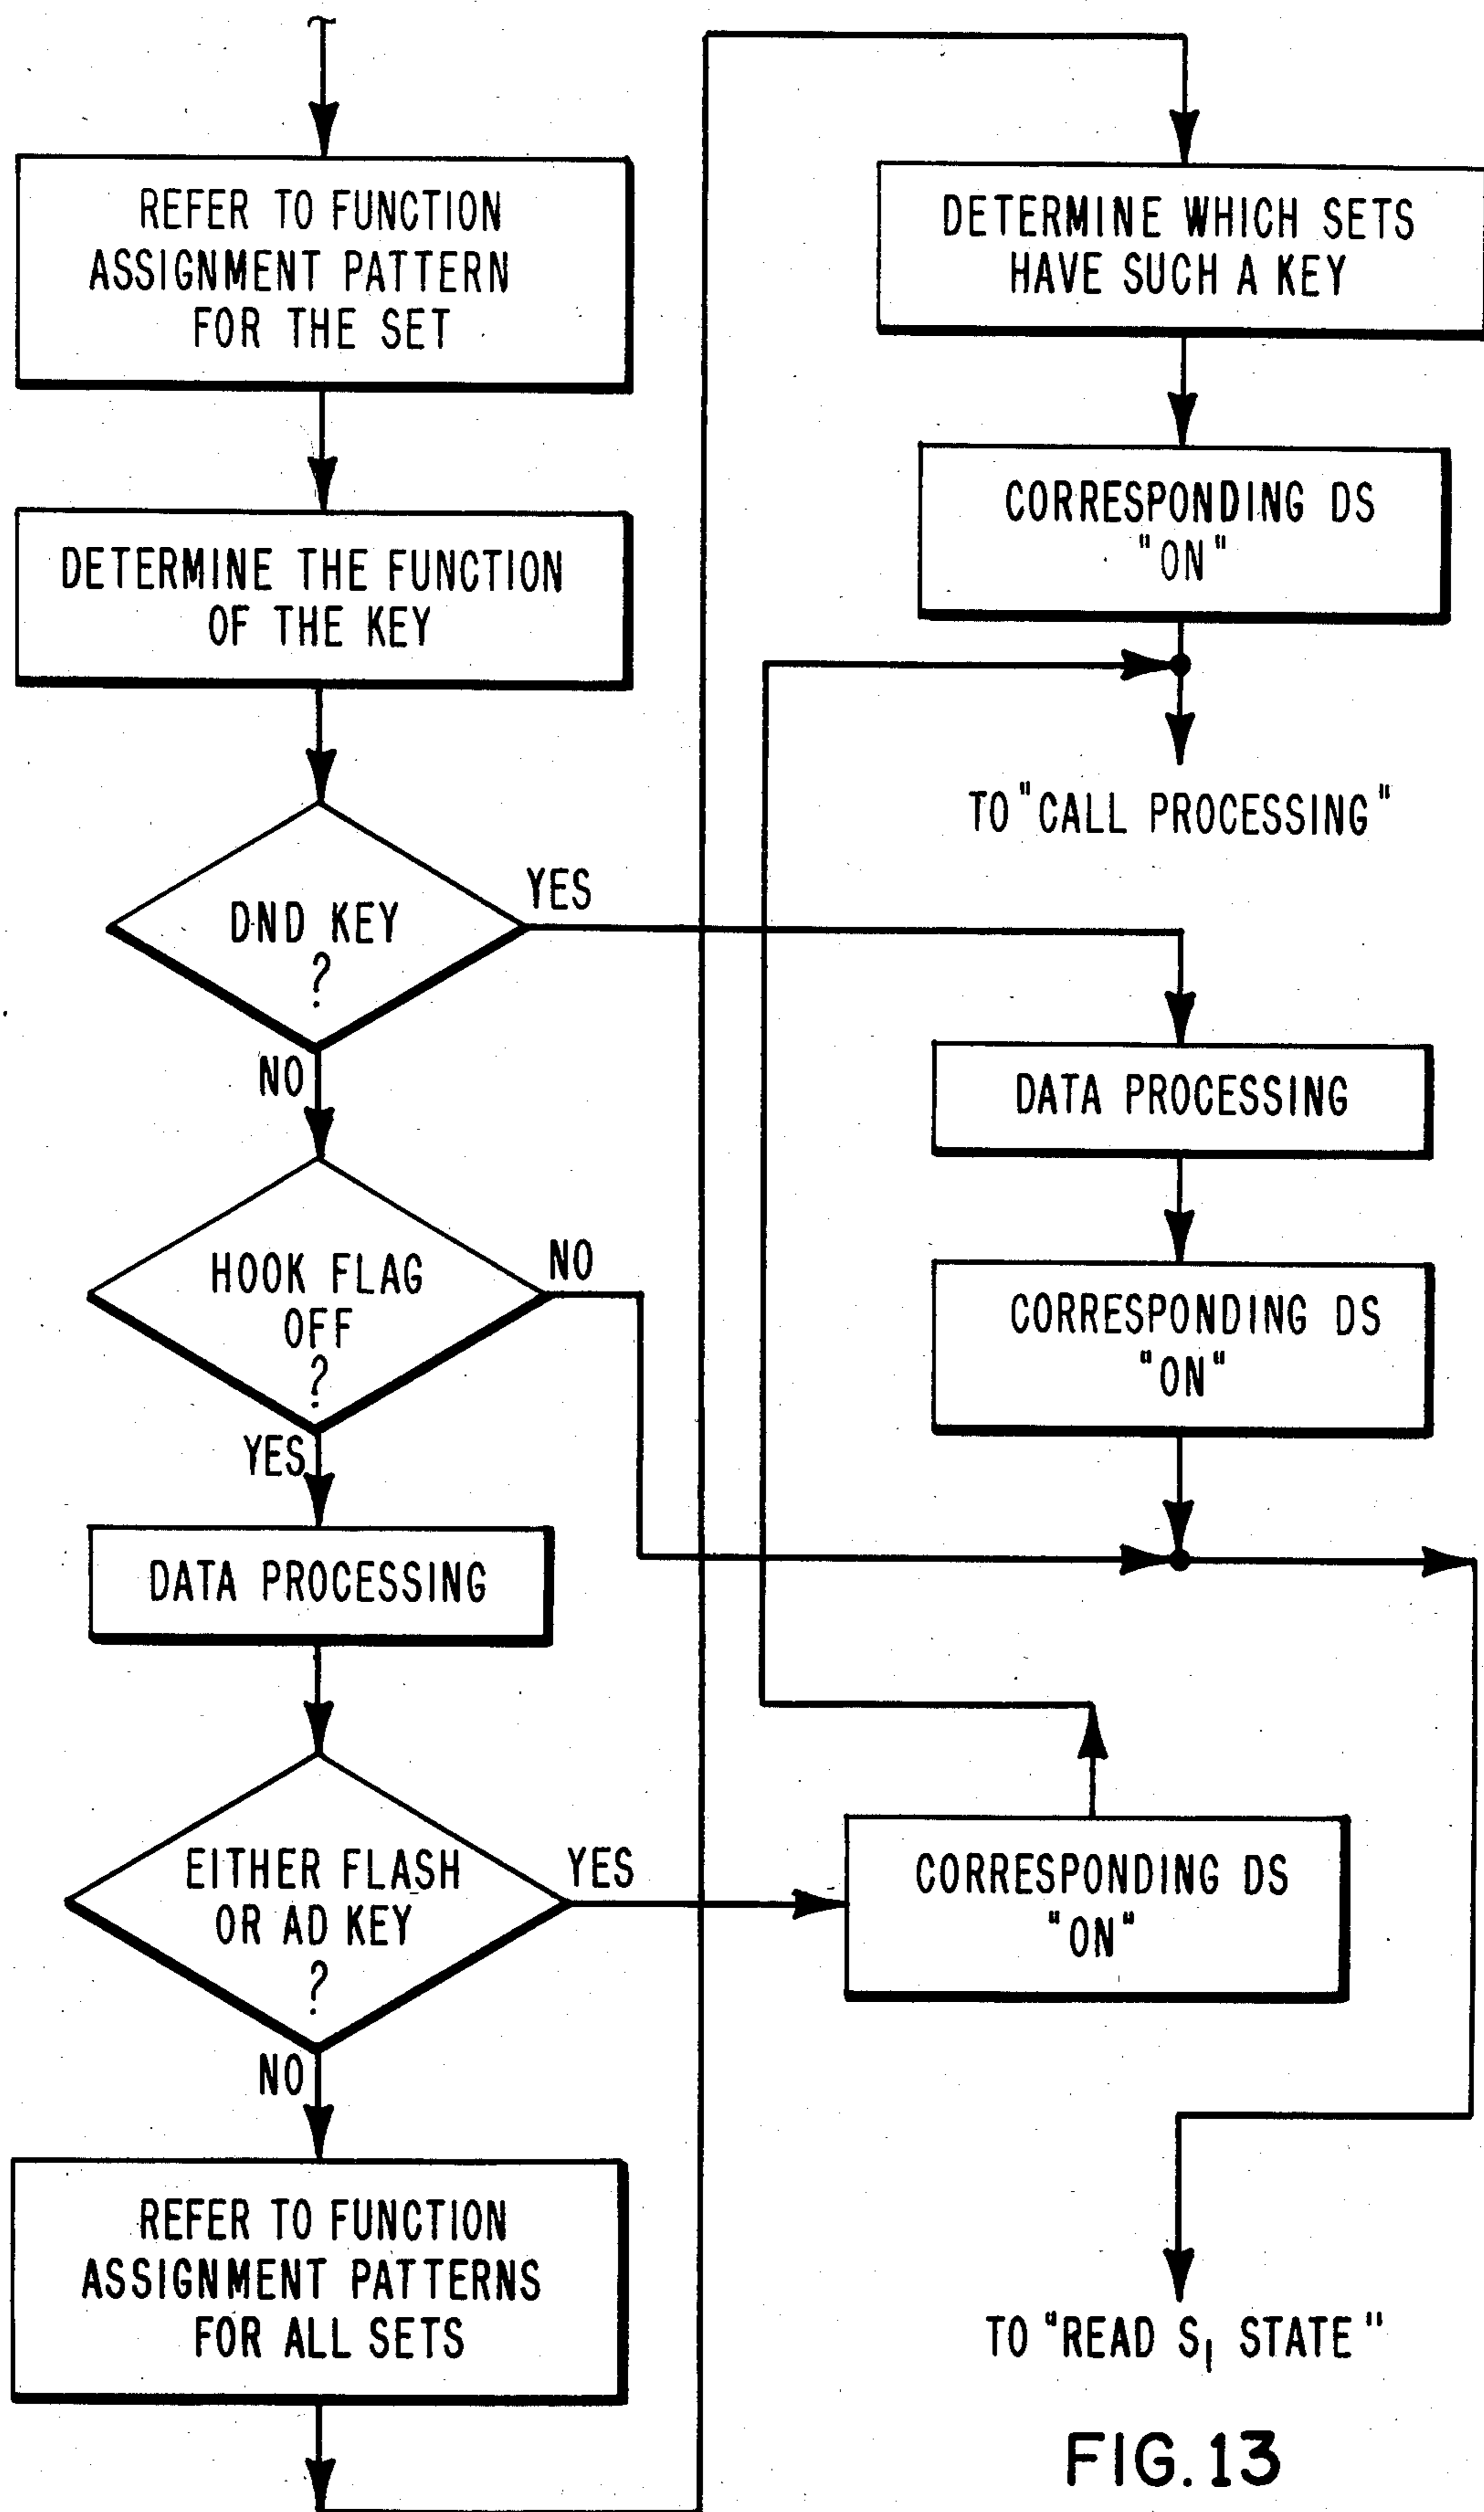 REFER TO FUNCTION
ASSIGNMENT PATTERN
FOR THE SET
DETERMINE THE FUNCTION
OF THE KEY
DND KEY
?
YES
NO
HOOK FLAG
OFF
?
NO
YES
DATA PROCESSING
EITHER FLASH
OR AD KEY
?
YES
NO
REFER TO FUNCTION
ASSIGNMENT PATTERNS
FOR ALL SETS
DETERMINE WHICH SETS
HAVE SUCH A KEY
CORRESPONDING DS
"ON"
TO "CALL PROCESSING"
DATA PROCESSING
CORRESPONDING DS
"ON"
CORRESPONDING DS
"ON"
TO "READ S₁ STATE"
FIG.13